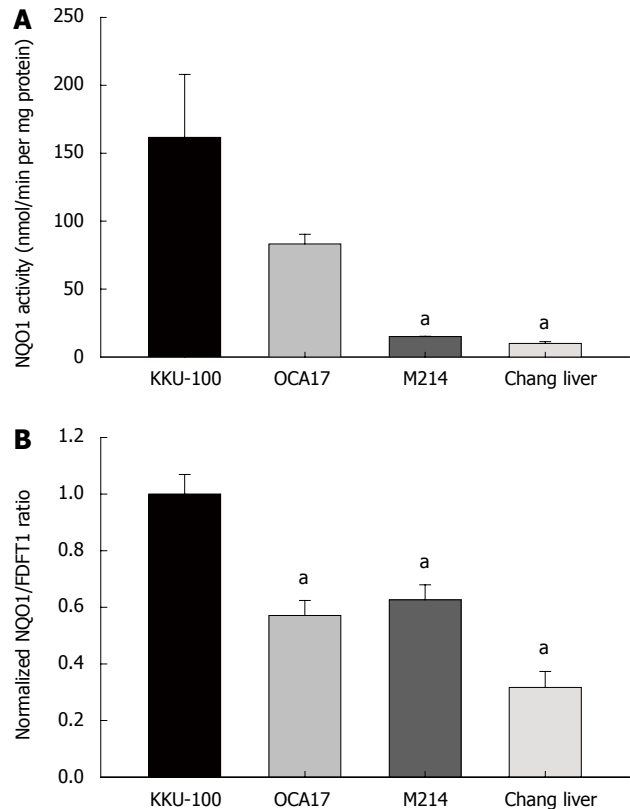 A
NQO1 activity (nmol/min per mg protein)
250
200
150
100
50
0
a
a
KKU-100 OCA17 M214 Chang liver
B
Normalized NQO1/FDFT1 ratio
1.2
1.0
0.8
0.6
0.4
0.2
0.0
a
a
a
KKU-100 OCA17 M214 Chang liver